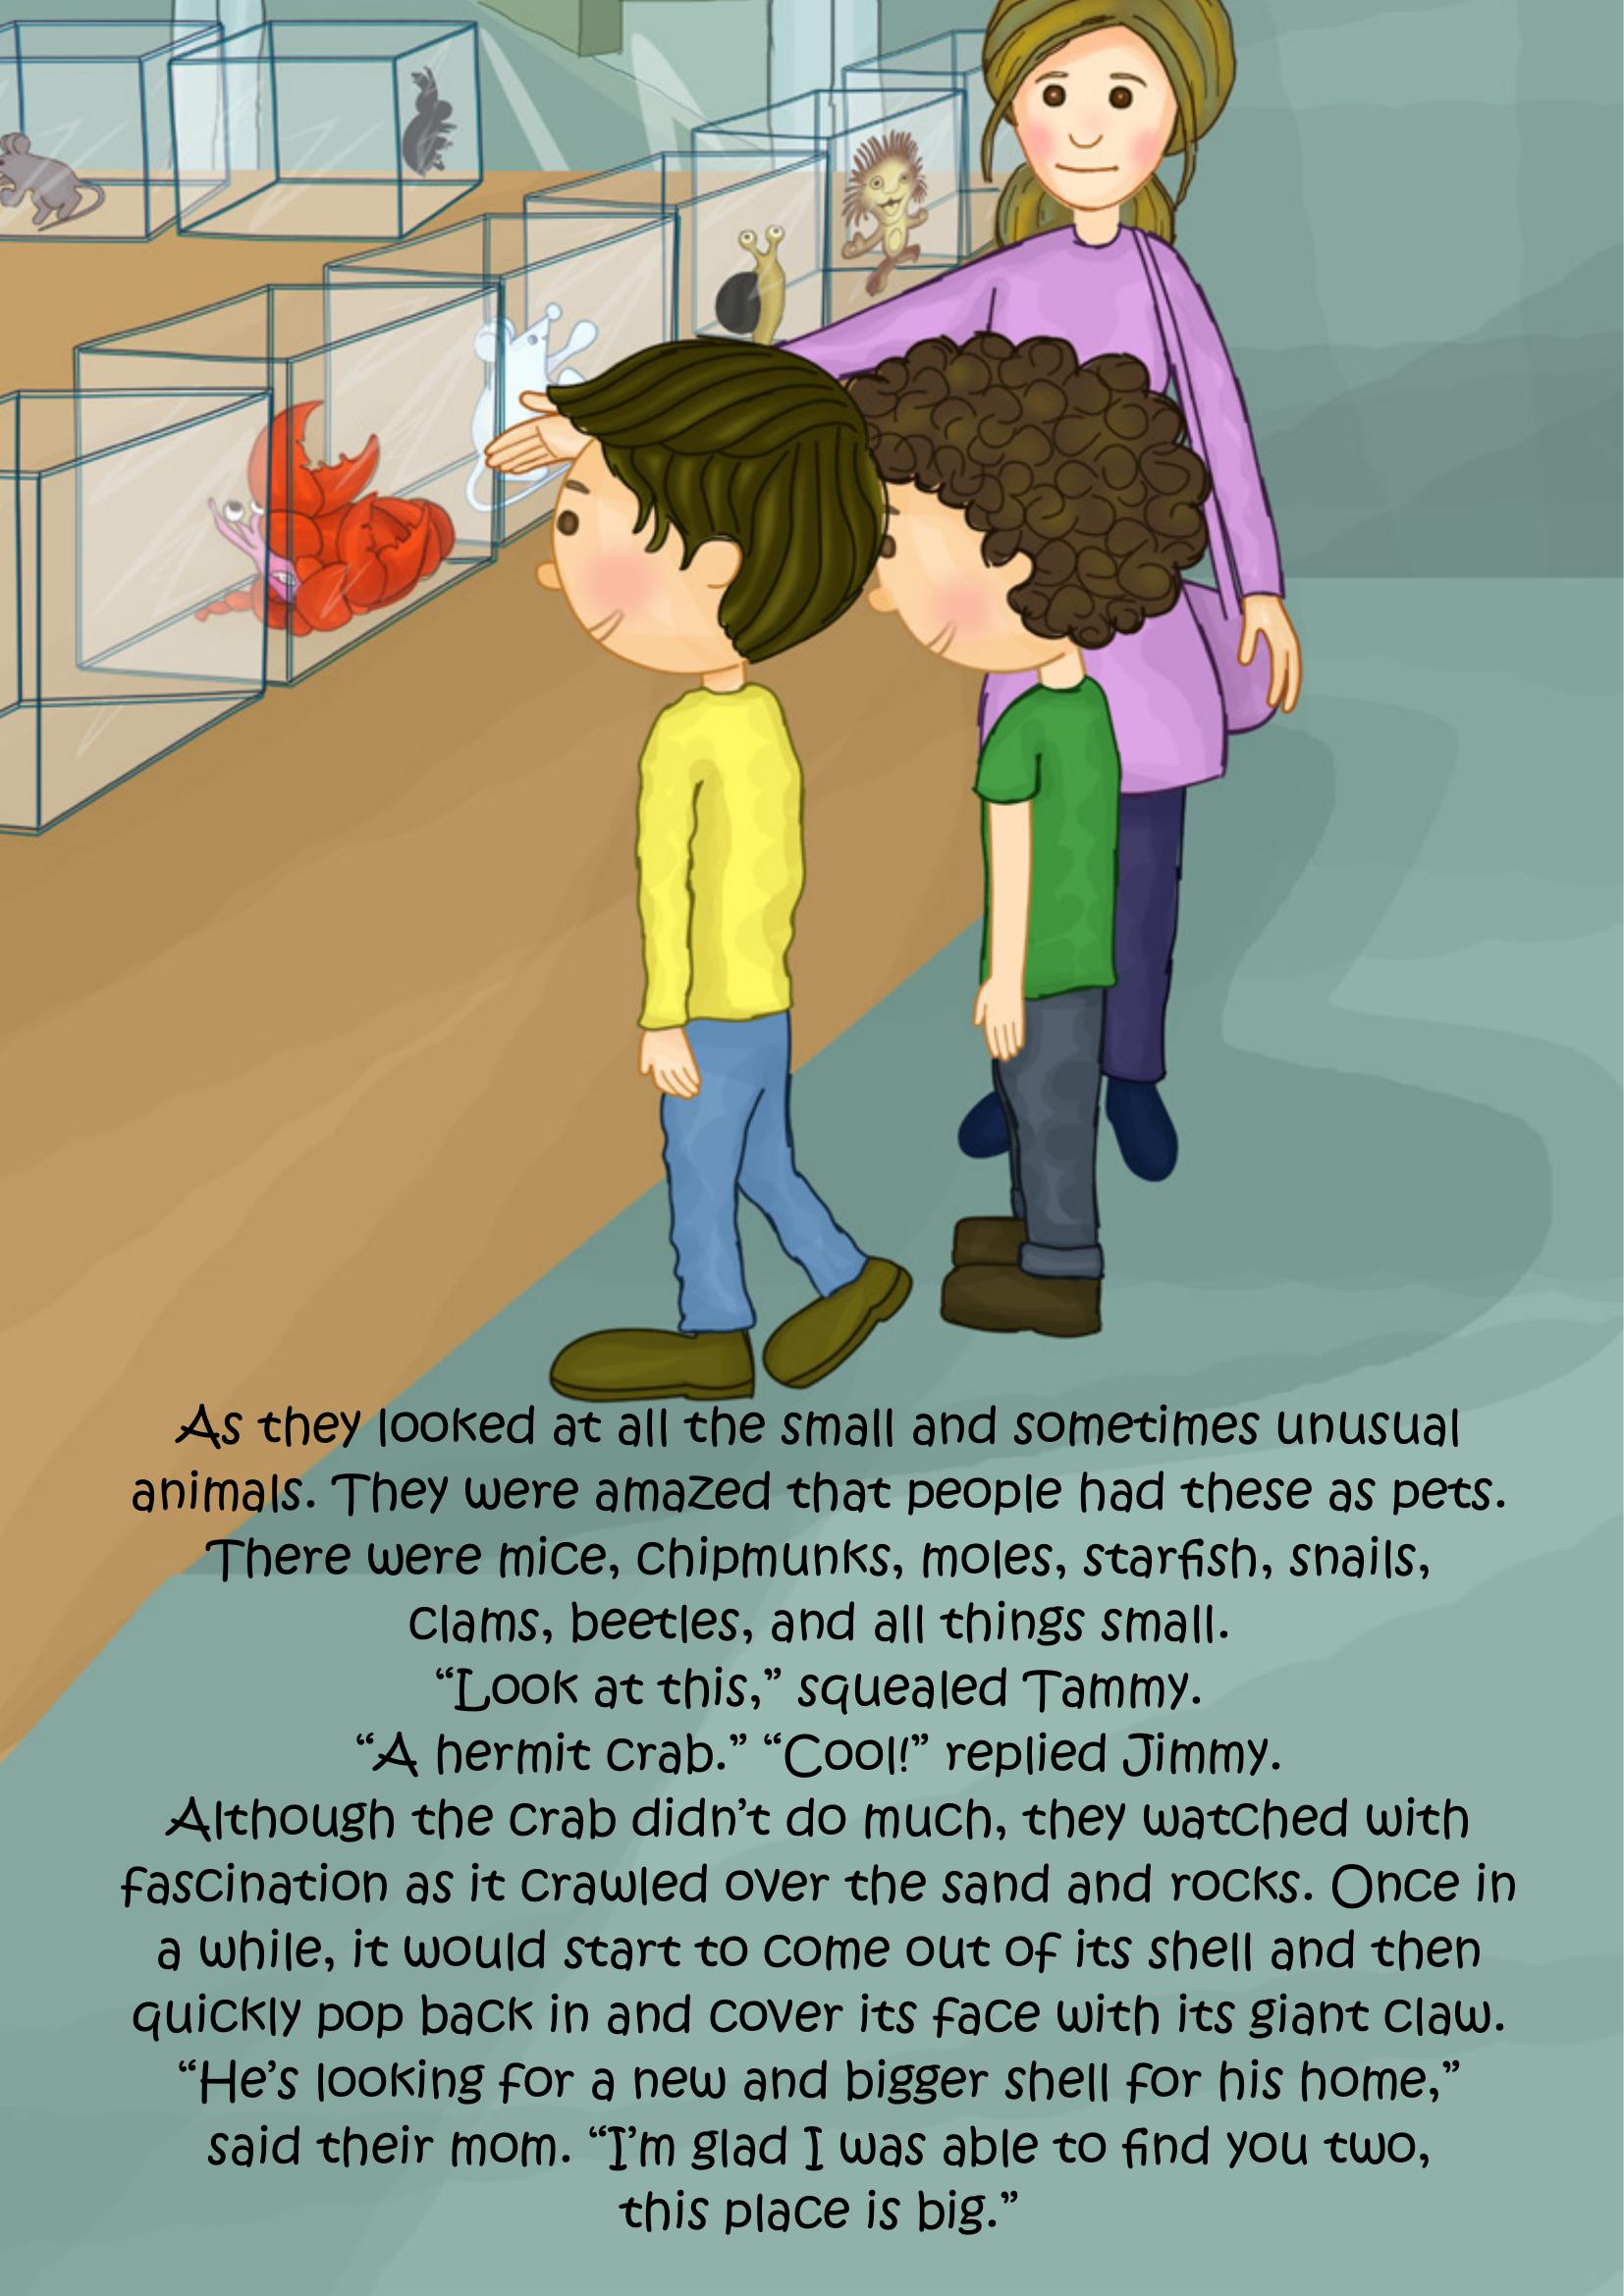 As they looked at all the small and sometimes unusual
animals. They were amazed that people had these as pets.
There were mice, chipmunks, moles, starfish, snails,
clams, beetles, and all things small.
“Look at this,” squealed Tammy.
“A hermit crab.” “Cool!” replied Jimmy.
Although the crab didn’t do much, they watched with
fascination as it crawled over the sand and rocks. Once in
a while, it would start to come out of its shell and then
quickly pop back in and cover its face with its giant claw.
“He’s looking for a new and bigger shell for his home,”
said their mom. “I’m glad I was able to find you two,
this place is big.”